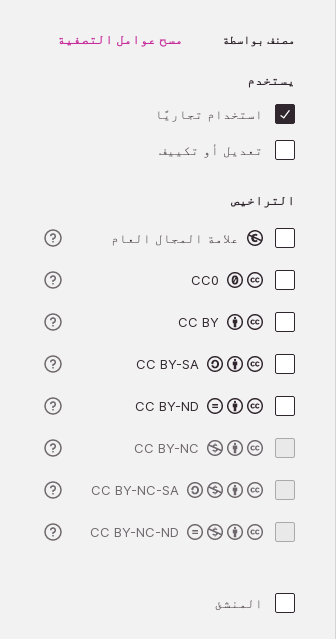 مصنف بواسطة مسح عوامل التصفية
يستخدم
استخدام تجاريًا
تعديل أو تكييف
التراخيص
علامة المجال العام
CC0
CC BY
CC BY-SA
CC BY-ND
CC BY-NC
CC BY-NC-SA
CC BY-NC-ND
المنشئ